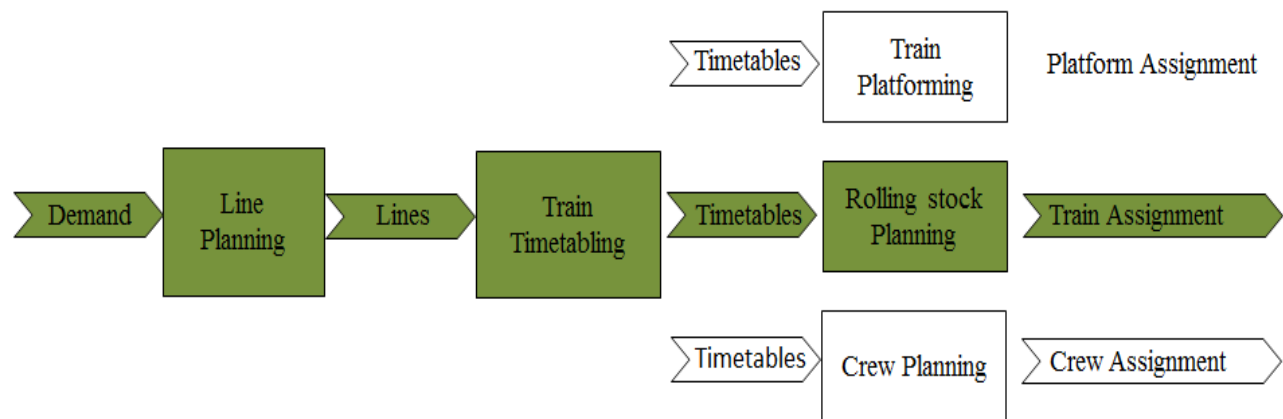 Timetables
Train
Platforming
Platform Assignment
Demand
Line
Planning
Lines
Train
Timetabling
Timetables
Rolling stock
Planning
Train Assignment
Timetables
Crew Planning
Crew Assignment